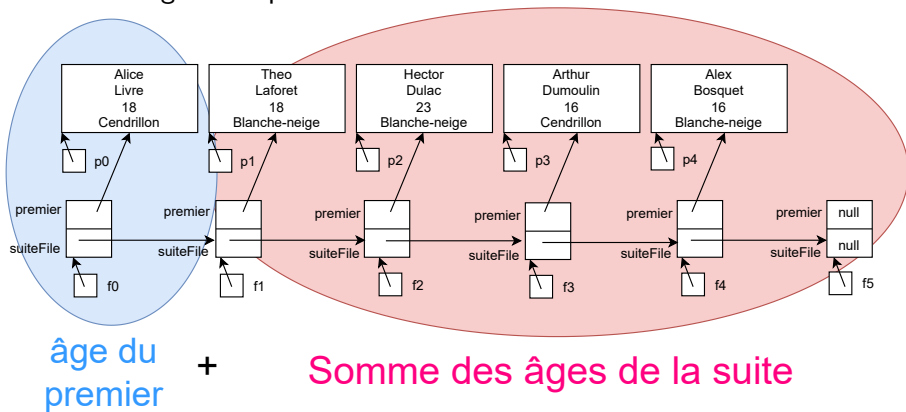 Alice
Livre
18
Cendrillon
Theo
Laforet
18
Blanche-neige
Hector
Dulac
23
Blanche-neige
Arthur
Dumoulin
16
Cendrillon
Alex
Bosquet
16
Blanche-neige
p0
p1
p2
p3
p4
premier
premier
premier
premier
premier
premier
null
suiteFile
suiteFile
suiteFile
suiteFile
suiteFile
suiteFile
null
f0
f1
f2
f3
f4
f5
âge du
premier
+
Somme des âges de la suite